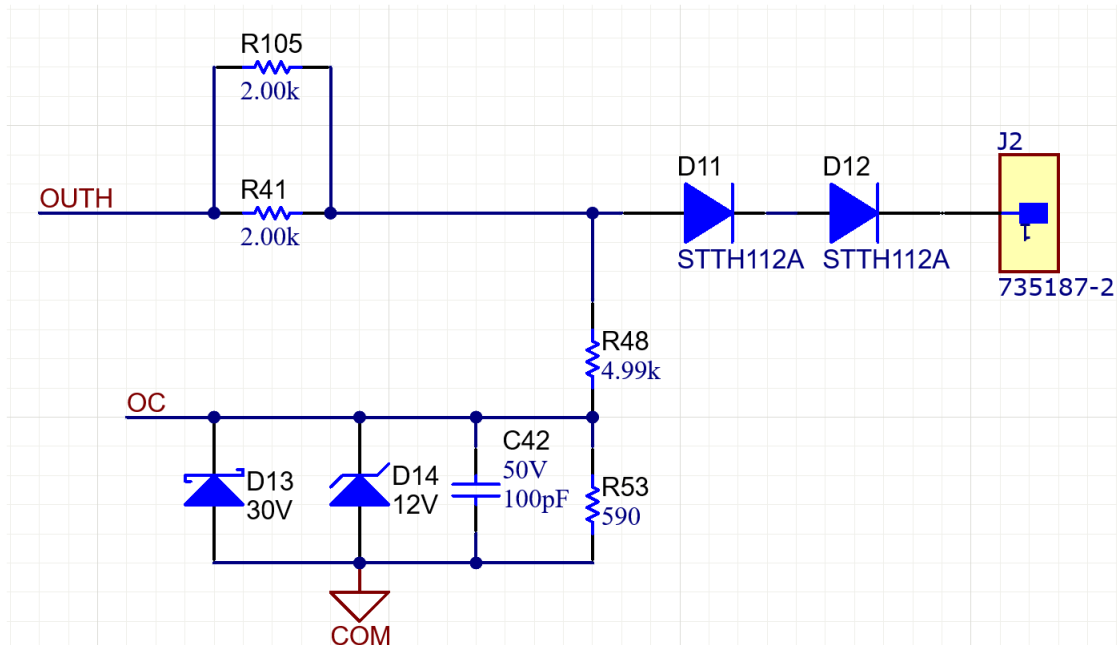 R105
2.00k
OUTH
R41
2.00k
D11
STTH112A
D12
STTH112A
J2
735187-2
R48
4.99k
OC
D13
30V
D14
12V
C42
50V
100pF
R53
590
COM